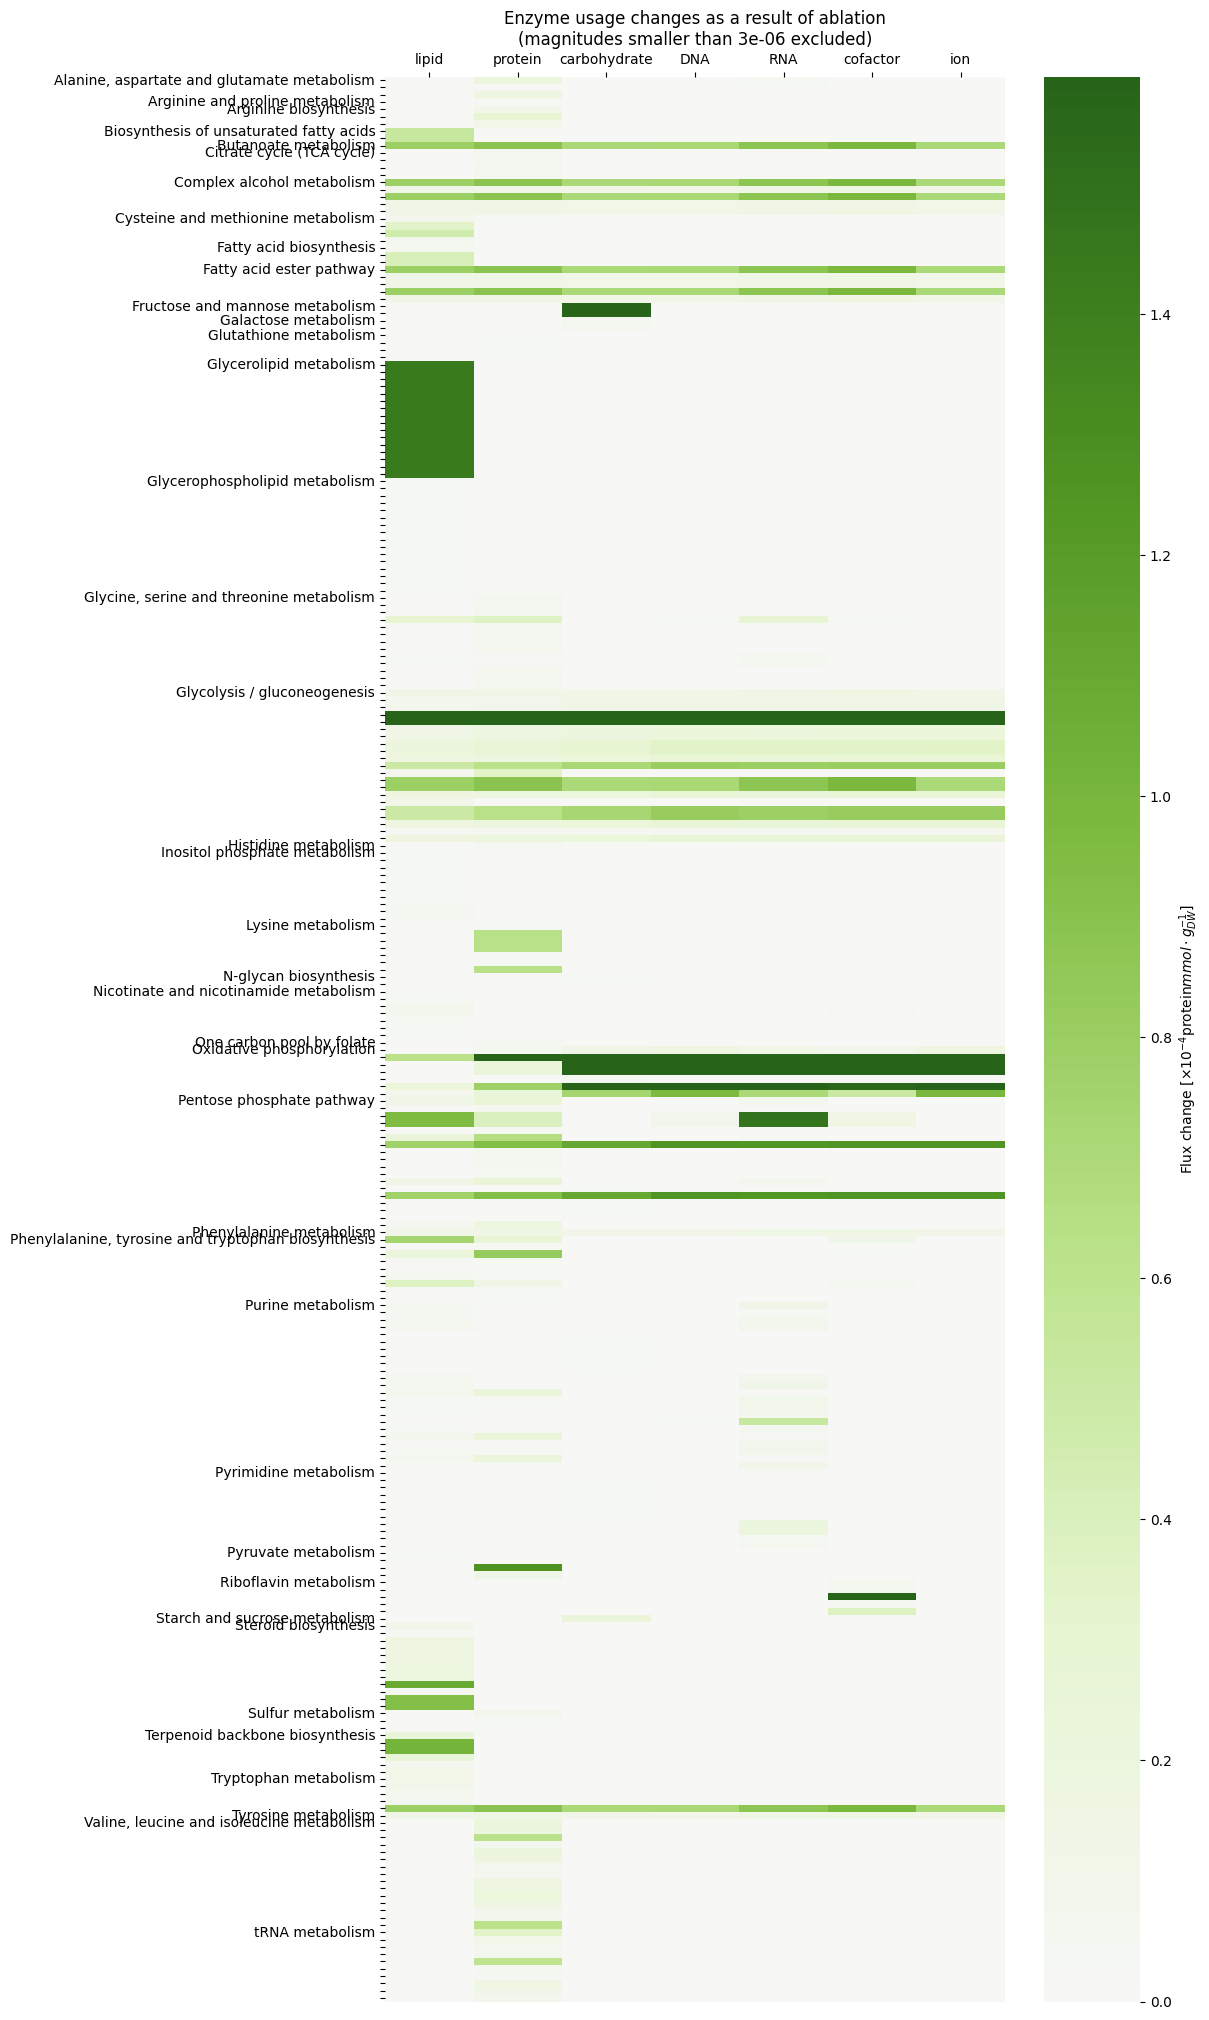 Enzyme usage changes as a result of ablation
(magnitudes smaller than 3e-06 excluded)
lipid protein carbohydrate DNA RNA cofactor ion
Alanine, aspartate and glutamate metabolism
Arginine and proline metabolism
Arginine biosynthesis
Biosynthesis of unsaturated fatty acids
Butanoate metabolism
Citrate cycle (TCA cycle)
Complex alcohol metabolism
Cysteine and methionine metabolism
Fatty acid biosynthesis
Fatty acid ester pathway
Fructose and mannose metabolism
Galactose metabolism
Glutathione metabolism
Glycerolipid metabolism
Glycerophospholipid metabolism
Glycine, serine and threonine metabolism
Glycolysis / gluconeogenesis
Histidine metabolism
Inositol phosphate metabolism
Lysine metabolism
N-glycan biosynthesis
Nicotinate and nicotinamide metabolism
One carbon pool by folate
Oxidative phosphorylation
Pentose phosphate pathway
Phenylalanine metabolism
Phenylalanine, tyrosine and tryptophan biosynthesis
Purine metabolism
Pyrimidine metabolism
Pyruvate metabolism
Riboflavin metabolism
Starch and sucrose metabolism
Steroid biosynthesis
Sulfur metabolism
Terpenoid backbone biosynthesis
Tryptophan metabolism
Tyrosine metabolism
Valine, leucine and isoleucine metabolism
tRNA metabolism
1.4
1.2
1.0
0.8
0.6
0.4
0.2
0.0
Flux change [×10⁻⁴proteinmmol · g⁻¹DW]